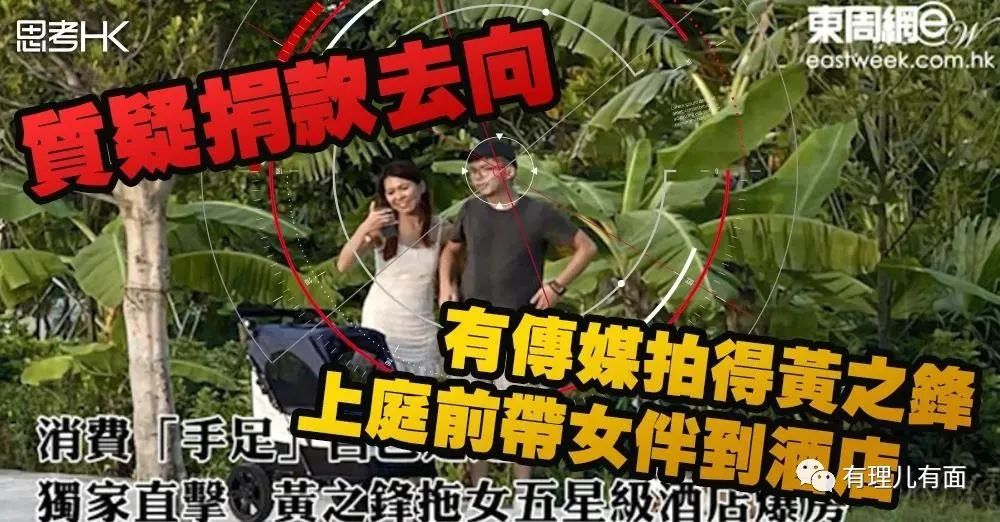 思考HK
東周網eW
eastweek.com.hk
質疑捐款去向
有傳媒拍得黃之鋒
上庭前帶女伴到酒店
消費「手足」
獨家直擊 黃之鋒拖女五星級酒店爆房
有理儿有面